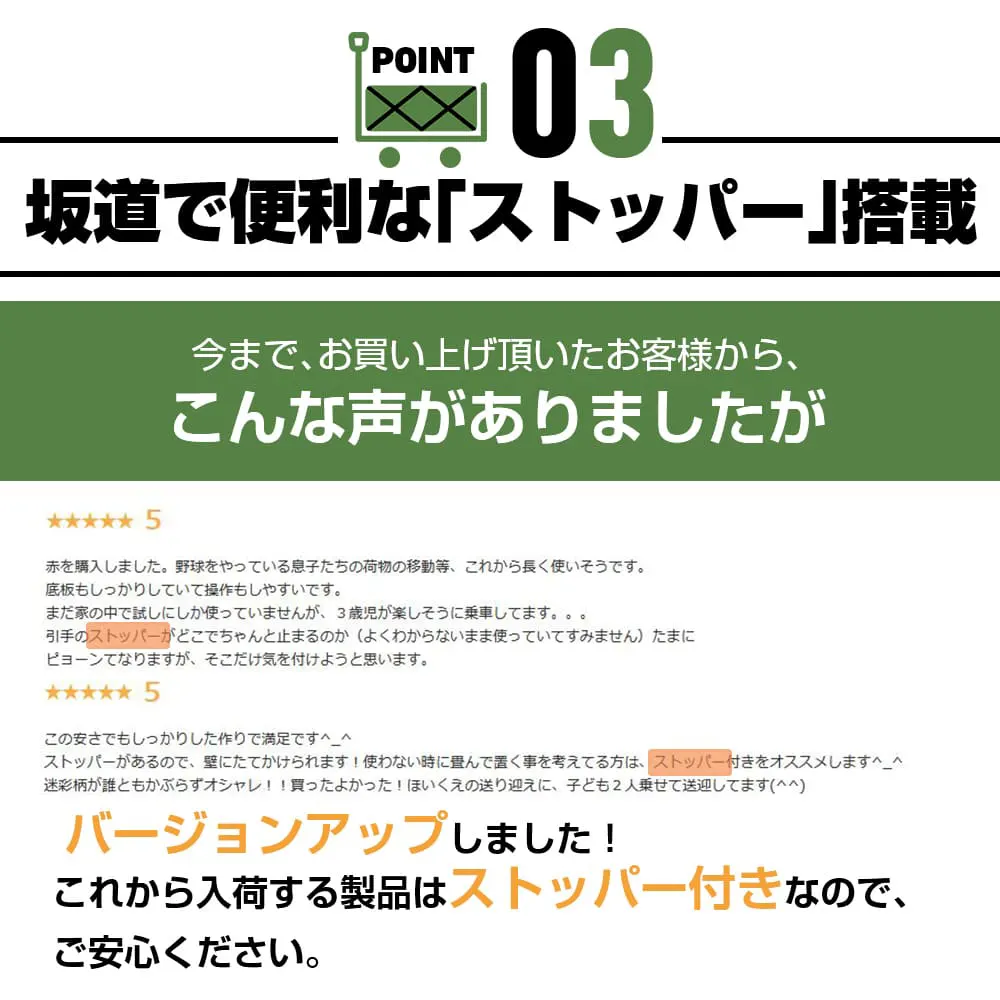 POINT 03
坂道で便利な「ストッパー」搭載
今まで、お買い上げ頂いたお客様から、
こんな声がありましたが
★★★★★ 5
赤を購入しました。野球をやっている息子たちの荷物の移動等、これから長く使いそうです。
底板もしっかりしていて操作もしやすいです。
まだ家の中で試しにしか使っていませんが、３歳児が楽しそうに乗車してます。。。
引手のストッパーがどこでちゃんと止まるのか（よくわからないまま使っていてすみません）たまに
ピョーンてなりますが、そこだけ気を付けようと思います。
★★★★★ 5
この安さでもしっかりした作りで満足です^_^
ストッパーがあるので、壁にたてかけられます！使わない時に畳んで置く事を考えてる方は、ストッパー付きをオススメします^_^
迷彩柄が誰ともかぶらずオシャレ！！買ったよかった！ほいくえの送り迎えに、子ども２人乗せて送迎してます(^^)
バージョンアップしました！
これから入荷する製品はストッパー付きなので、
ご安心ください。